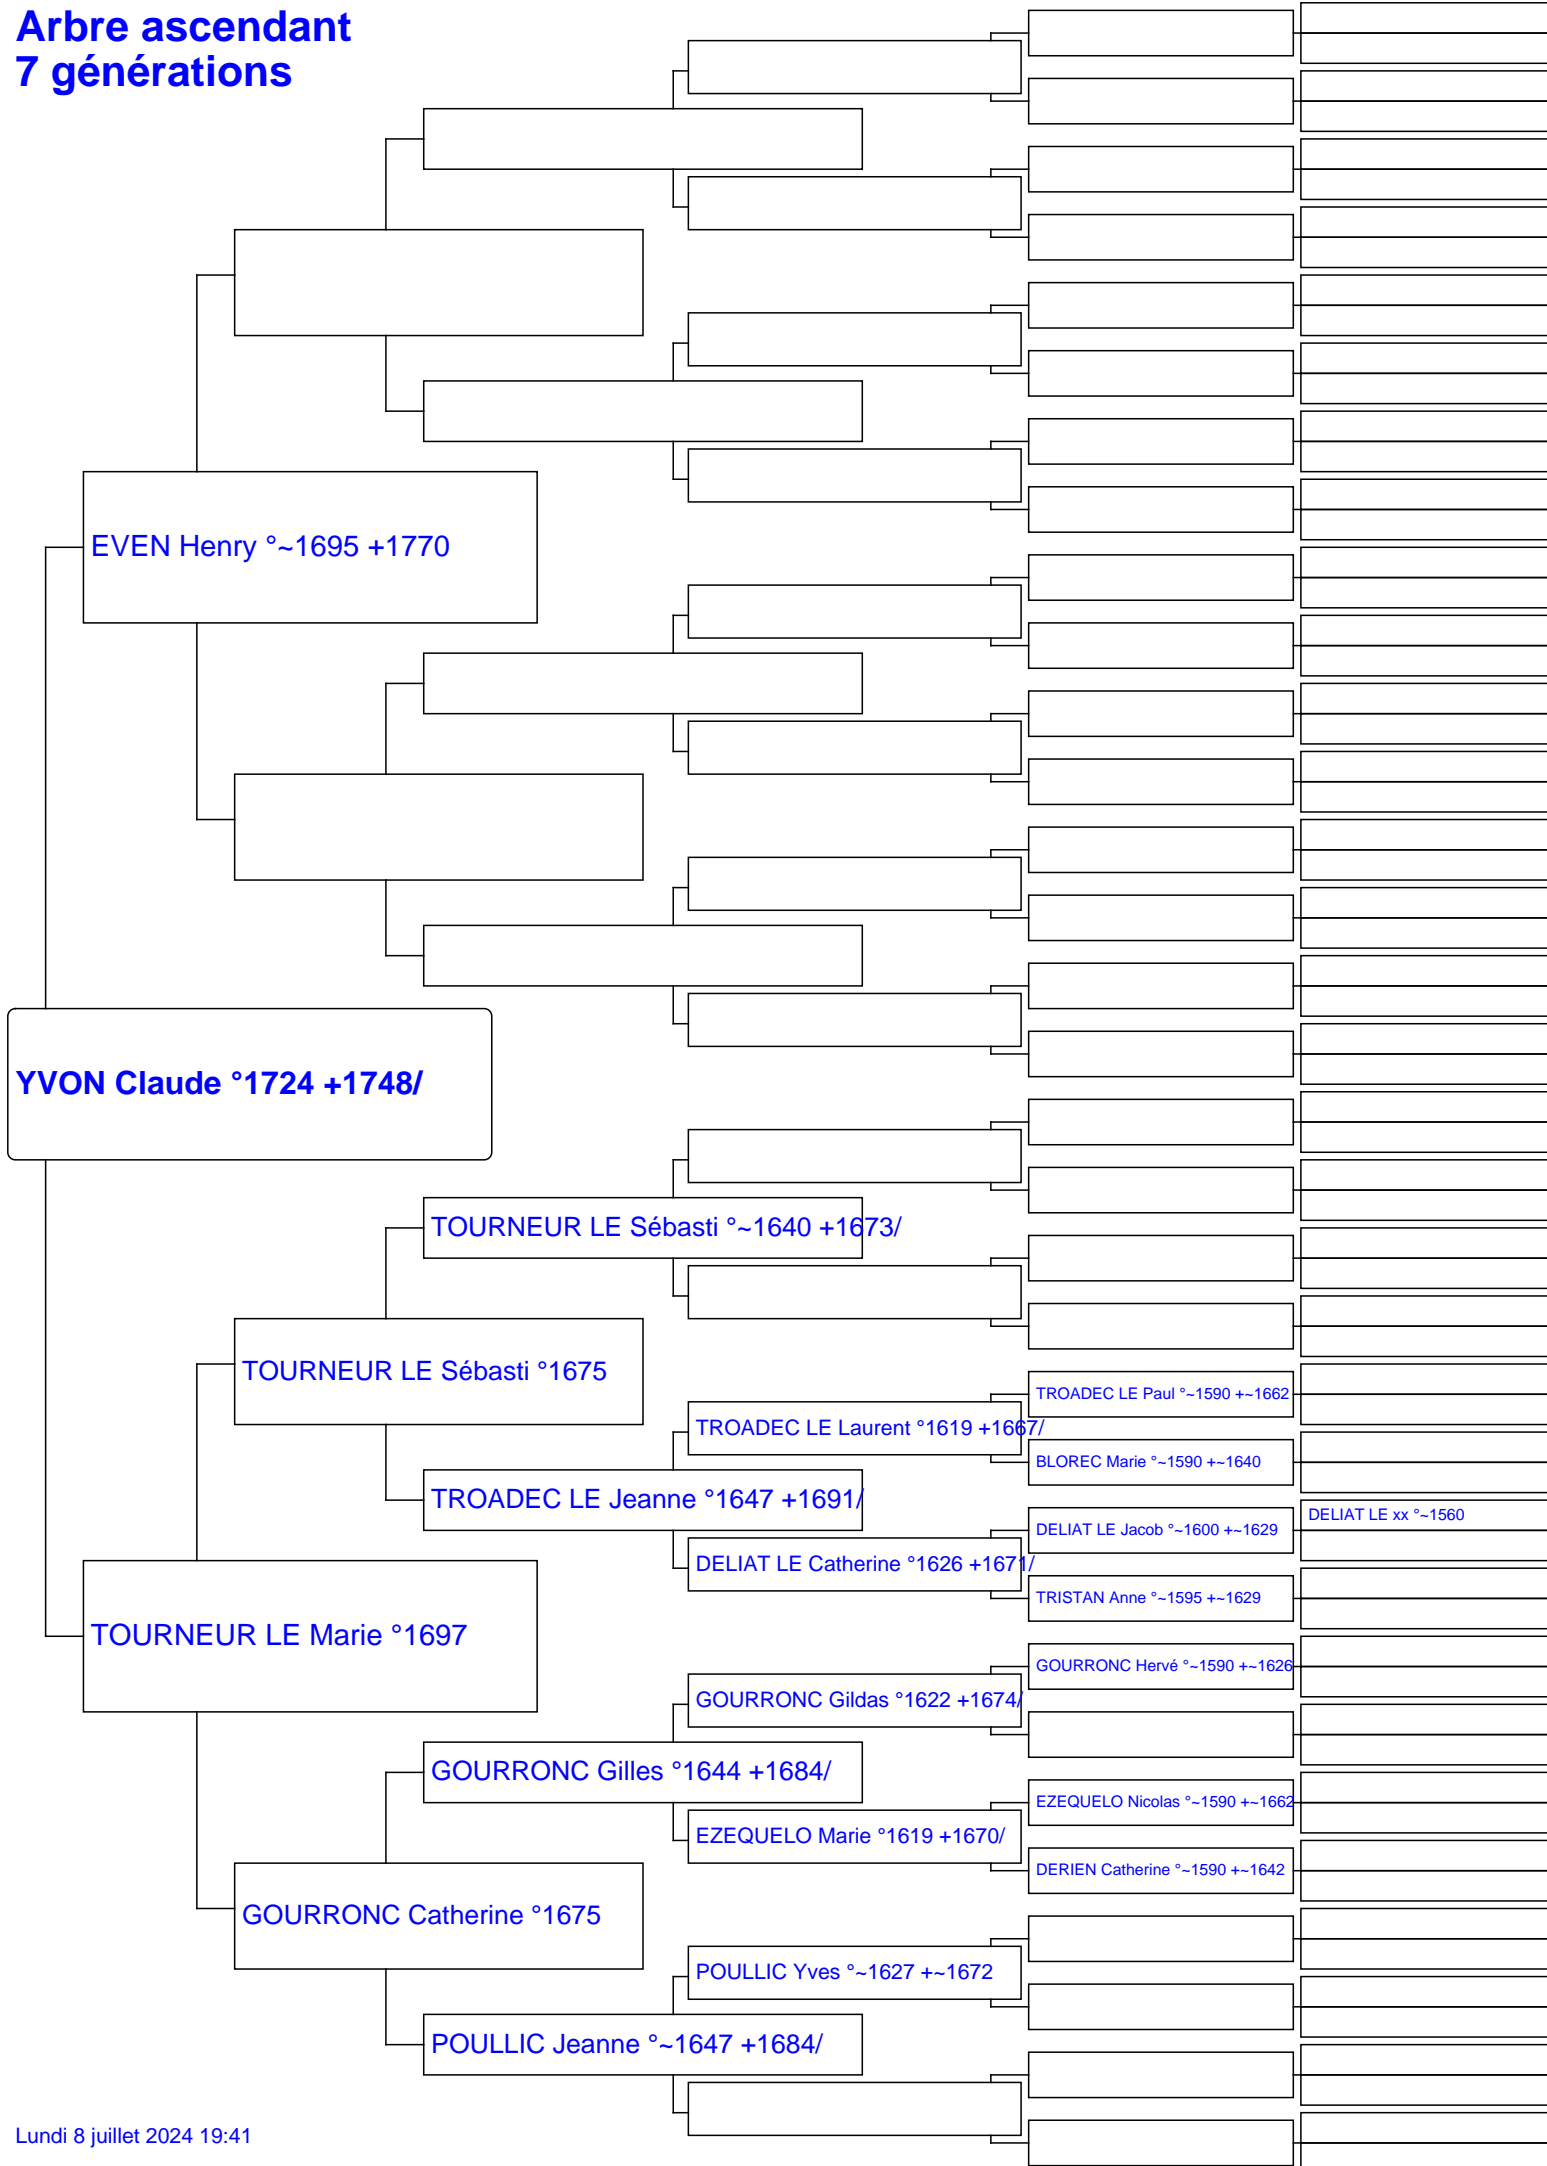 Arbre ascendant
7 générations
EVEN Henry °~1695 +1770
YVON Claude °1724 +1748/
TOURNEUR LE Sébasti °~1640 +1673/
TOURNEUR LE Sébasti °1675
TROADEC LE Paul °~1590 +~1662
TROADEC LE Laurent °1619 +1667/
BLOREC Marie °~1590 +~1640
TROADEC LE Jeanne °1647 +1691/
DELIAT LE xx °~1560
DELIAT LE Jacob °~1600 +~1629
DELIAT LE Catherine °1626 +1671/
TRISTAN Anne °~1595 +~1629
TOURNEUR LE Marie °1697
GOURRONC Hervé °~1590 +~1626
GOURRONC Gildas °1622 +1674/
GOURRONC Gilles °1644 +1684/
EZEQUELO Nicolas °~1590 +~1662
EZEQUELO Marie °1619 +1670/
DERIEN Catherine °~1590 +~1642
GOURRONC Catherine °1675
POULLIC Yves °~1627 +~1672
POULLIC Jeanne °~1647 +1684/
Lundi 8 juillet 2024 19:41